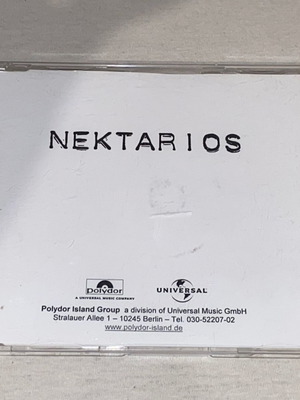 NEKTARIOS
Polydor
A UNIVERSAL MUSIC COMPANY
UNIVERSAL
Polydor Island Group a division of Universal Music GmbH
Stralauer Allee 1 – 10245 Berlin – Tel. 030-52207-02
www.polydor-island.de